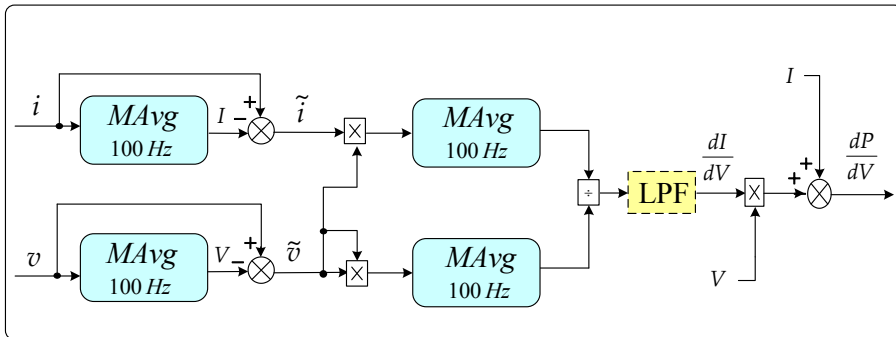 i
MAvg
100 Hz
I
−
+
ĩ
×
MAvg
100 Hz
÷
LPF
dI
dV
×
V
I
+
+
dP
dV
v
MAvg
100 Hz
V
−
+
ṽ
×
MAvg
100 Hz